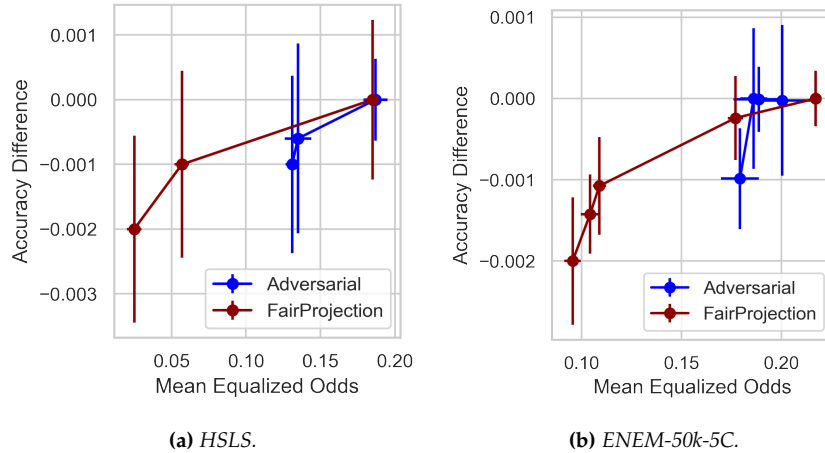 0.001
0.000
−0.001
−0.002
−0.003
Accuracy Difference
Adversarial
FairProjection
0.05 0.10 0.15 0.20
Mean Equalized Odds
(a) HSLS.
0.001
0.000
−0.001
−0.002
Accuracy Difference
Adversarial
FairProjection
0.10 0.15 0.20
Mean Equalized Odds
(b) ENEM-50k-5C.